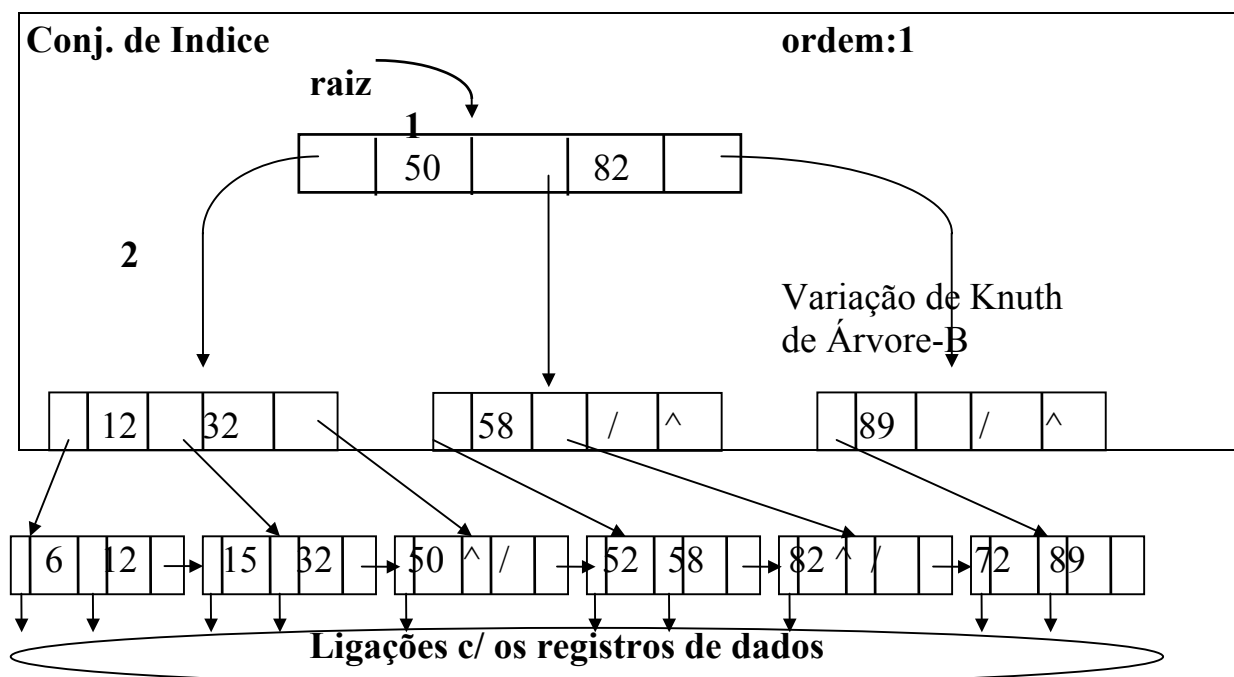 Conj. de Indice ordem:1
raiz
1
50 82
2
Variação de Knuth
de Árvore-B
12 32 58 / ^ 89 / ^
6 12 15 32 50 ^ / 52 58 82 ^ / 72 89
Ligações c/ os registros de dados